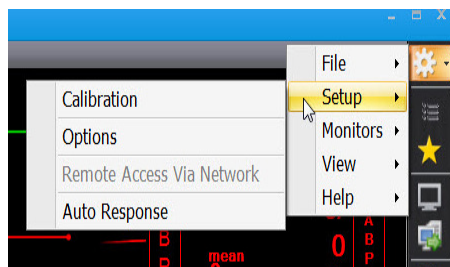 File
Setup
Monitors
View
Help
Calibration
Options
Remote Access Via Network
Auto Response
B
P
mean
0
A
B
P